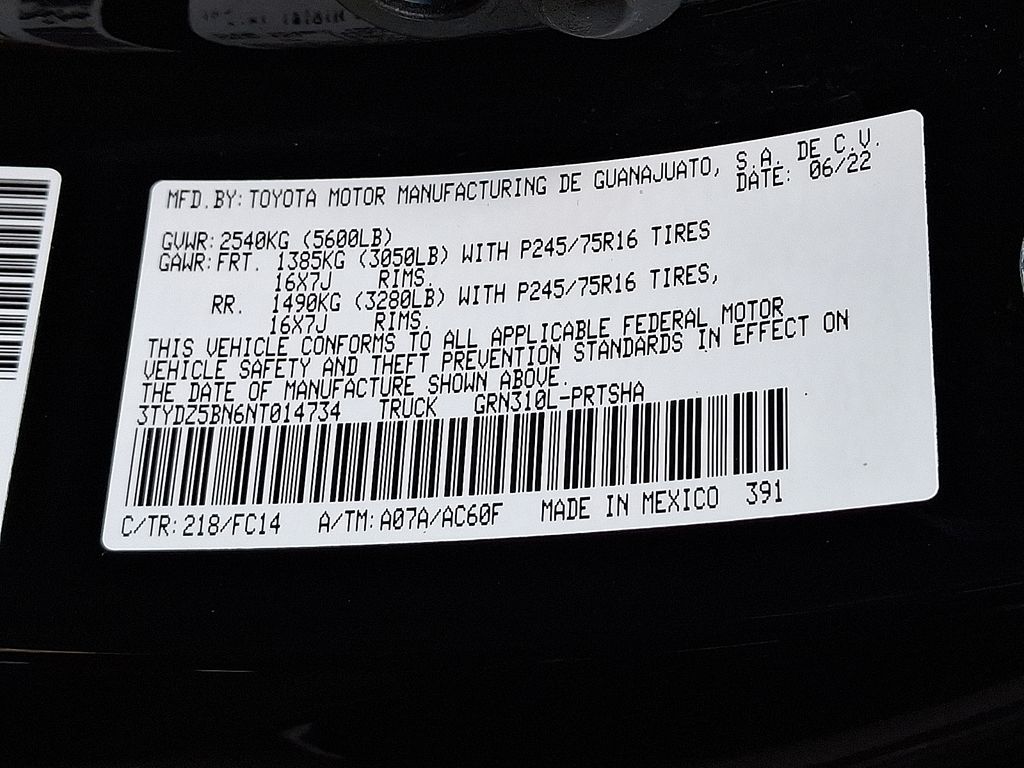 MFD.BY: TOYOTA MOTOR MANUFACTURING DE GUANAJUATO, S.A. DE C.V.
DATE: 06/22
GVWR: 2540KG (5600LB)
GAWR: FRT. 1385KG (3050LB) WITH P245/75R16 TIRES
16X7J RIMS.
RR. 1490KG (3280LB) WITH P245/75R16 TIRES,
16X7J RIMS.
THIS VEHICLE CONFORMS TO ALL APPLICABLE FEDERAL MOTOR
VEHICLE SAFETY AND THEFT PREVENTION STANDARDS IN EFFECT ON
THE DATE OF MANUFACTURE SHOWN ABOVE.
3TYDZ5BN6NT014734 TRUCK GRN310L-PRTSHA
C/TR: 218/FC14 A/TM: A07A/AC60F MADE IN MEXICO 391